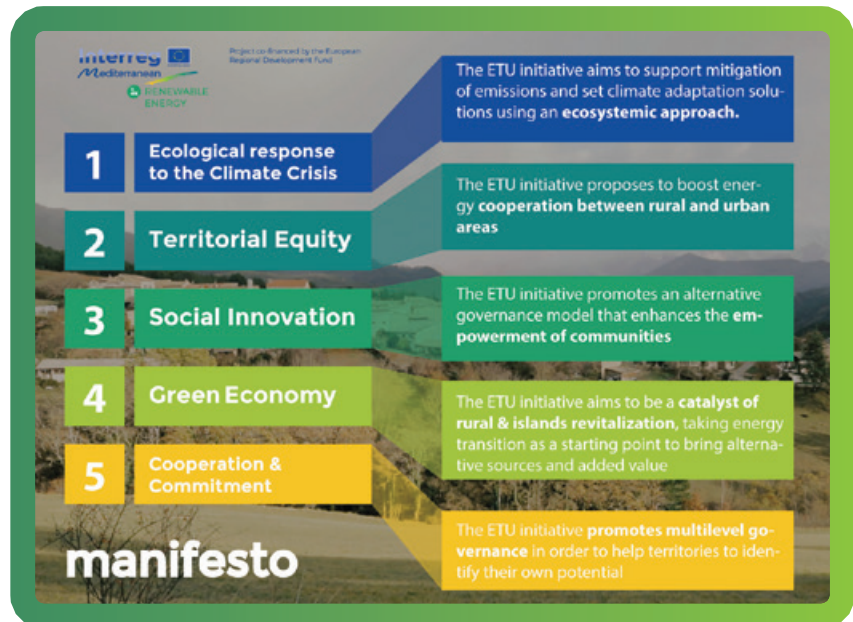 Interreg
Mediterranean
RENEWABLE
ENERGY
Project co-financed by the European
Regional Development Fund
1
Ecological response
to the Climate Crisis
The ETU initiative aims to support mitigation
of emissions and set climate adaptation solu-
tions using an ecosystemic approach.
2
Territorial Equity
The ETU initiative proposes to boost ener-
gy cooperation between rural and urban
areas
3
Social Innovation
The ETU initiative promotes an alternative
governance model that enhances the em-
powerment of communities
4
Green Economy
The ETU initiative aims to be a catalyst of
rural & islands revitalization, taking energy
transition as a starting point to bring alterna-
tive sources and added value
5
Cooperation &
Commitment
The ETU initiative promotes multilevel go-
vernance in order to help territories to iden-
tify their own potential
manifesto